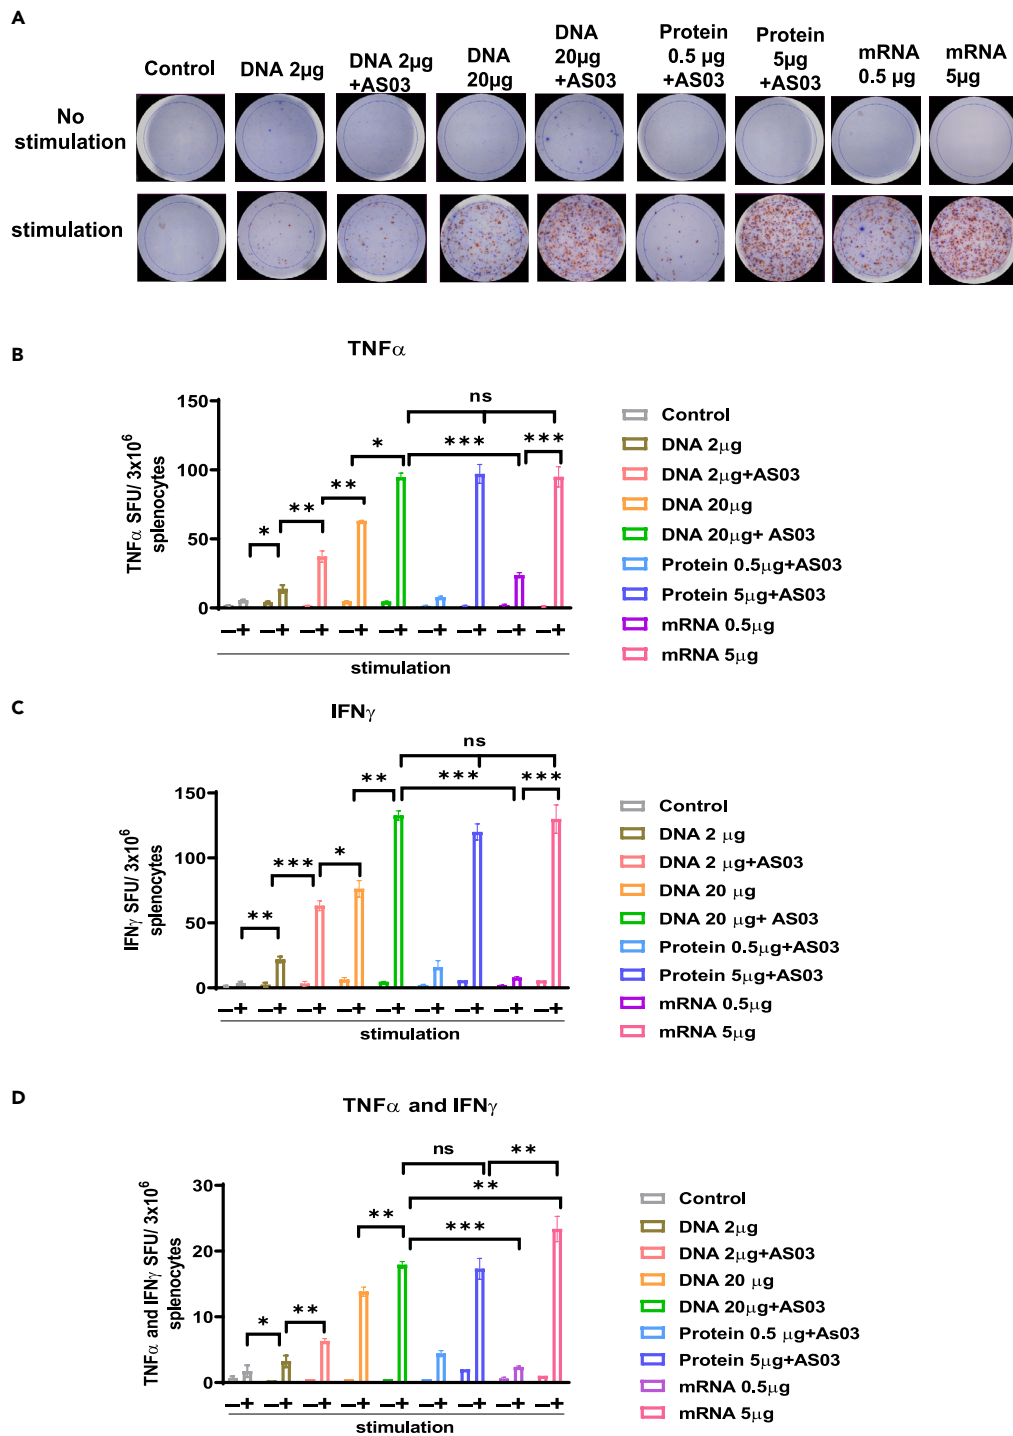 A
Control
DNA 2µg
DNA 2µg
+AS03
DNA
20µg
DNA
20µg
+AS03
Protein
0.5 µg
+AS03
Protein
5µg
+AS03
mRNA
0.5 µg
mRNA
5µg
No
stimulation
stimulation
B
TNFα
TNFα SFU/ 3x10⁶
splenocytes
150
100
50
0
*
**
**
*
***
***
ns
–+ –+ –+ –+ –+ –+ –+ –+ –+
stimulation
Control
DNA 2µg
DNA 2µg+AS03
DNA 20µg
DNA 20µg+ AS03
Protein 0.5µg+AS03
Protein 5µg+AS03
mRNA 0.5µg
mRNA 5µg
C
IFNγ
IFNγ SFU/ 3x10⁶
splenocytes
150
100
50
0
**
***
*
**
***
***
ns
–+ –+ –+ –+ –+ –+ –+ –+ –+
stimulation
Control
DNA 2 µg
DNA 2 µg+AS03
DNA 20 µg
DNA 20 µg+ AS03
Protein 0.5µg+AS03
Protein 5µg+AS03
mRNA 0.5µg
mRNA 5µg
D
TNFα and IFNγ
TNFα and IFNγ SFU/ 3x10⁶
splenocytes
30
20
10
0
*
**
**
***
**
ns
**
–+ –+ –+ –+ –+ –+ –+ –+ –+
stimulation
Control
DNA 2µg
DNA 2µg+AS03
DNA 20 µg
DNA 20µg+AS03
Protein 0.5 µg+As03
Protein 5µg+AS03
mRNA 0.5µg
mRNA 5µg